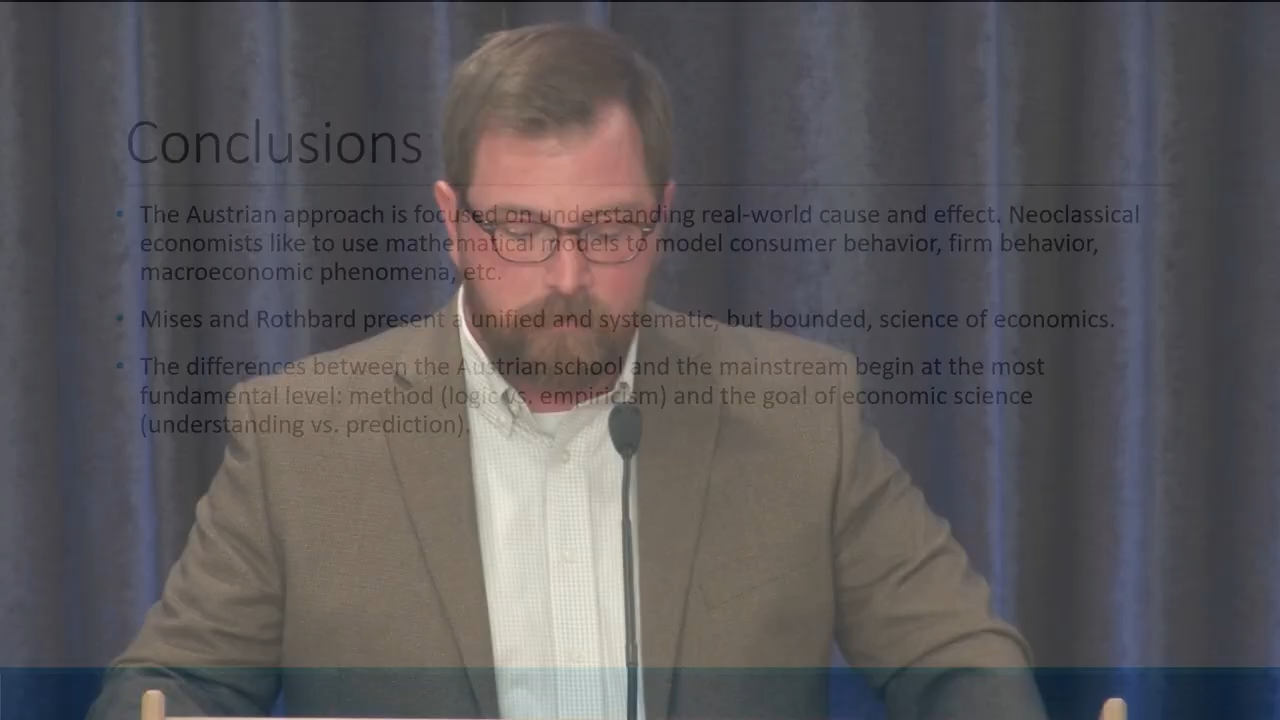 Conclusions
The Austrian approach is focused on understanding real-world cause and effect. Neoclassical
economists like to use mathematical models to model consumer behavior, firm behavior,
macroeconomic phenomena, etc.
Mises and Rothbard present a unified and systematic, but bounded, science of economics.
The differences between the Austrian school and the mainstream begin at the most
fundamental level: method (logic vs. empiricism) and the goal of economic science
(understanding vs. prediction).